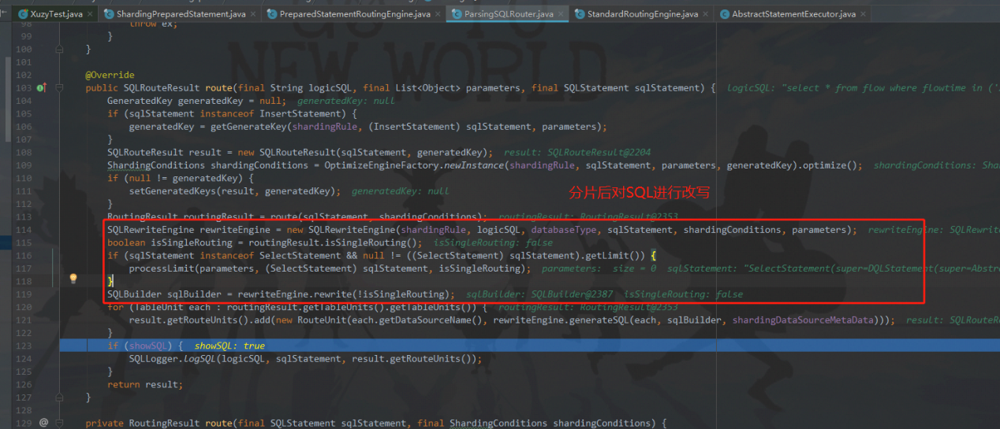 XuzyTest.java × ShardingPreparedStatement.java × PreparedStatementRoutingEngine.java × ParsingSQLRouter.java × StandardRoutingEngine.java × AbstractStatementExecutor.java ×
98 throw ex;
99 }
100 }
101
102 @Override
103 public SQLRouteResult route(final String logicSQL, final List<Object> parameters, final SQLStatement sqlStatement) { logicSQL: "select * from flow where flowtime in ('
104 GeneratedKey generatedKey = null; generatedKey: null
105 if (sqlStatement instanceof InsertStatement) {
106 generatedKey = getGenerateKey(shardingRule, (InsertStatement) sqlStatement, parameters);
107 }
108 SQLRouteResult result = new SQLRouteResult(sqlStatement, generatedKey); result: SQLRouteResult@2204
109 ShardingConditions shardingConditions = OptimizeEngineFactory.newInstance(shardingRule, sqlStatement, parameters, generatedKey).optimize(); shardingConditions: Sha
110 if (null != generatedKey) {
111 setGeneratedKeys(result, generatedKey); generatedKey: null
分片后对SQL进行改写
112 }
113 RoutingResult routingResult = route(sqlStatement, shardingConditions); routingResult: RoutingResult@2353
114 SQLRewriteEngine rewriteEngine = new SQLRewriteEngine(shardingRule, logicSQL, databaseType, sqlStatement, shardingConditions, parameters); rewriteEngine: SQLRewrit
115 boolean isSingleRouting = routingResult.isSingleRouting(); isSingleRouting: false
116 if (sqlStatement instanceof SelectStatement && null != ((SelectStatement) sqlStatement).getLimit()) {
117 processLimit(parameters, (SelectStatement) sqlStatement, isSingleRouting); parameters: size = 0 sqlStatement: "SelectStatement(super=DQLStatement(super=Abstra
118 }
119 SQLBuilder sqlBuilder = rewriteEngine.rewrite(!isSingleRouting); sqlBuilder: SQLBuilder@2387 isSingleRouting: false
120 for (TableUnit each : routingResult.getTableUnits().getTableUnits()) { routingResult: RoutingResult@2353
121 result.getRouteUnits().add(new RouteUnit(each.getDataSourceName(), rewriteEngine.generateSQL(each, sqlBuilder, shardingDataSourceMetaData))); result: SQLRouteR
122 }
123 if (showSQL) { showSQL: true
124 SQLLogger.logSQL(logicSQL, sqlStatement, result.getRouteUnits());
125 }
126 return result;
127 }
128
129 @ private RoutingResult route(final SQLStatement sqlStatement, final ShardingConditions shardingConditions) {
NEW WORLD